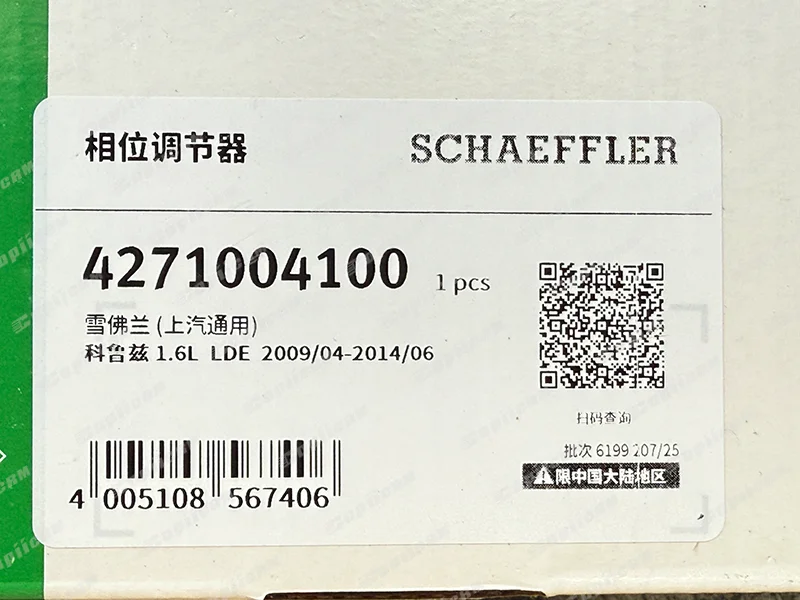 相位调节器
SCHAEFFLER
4271004100 1 pcs
雪佛兰 (上汽通用)
科鲁兹 1.6L LDE 2009/04-2014/06
扫码查询
批次 6199 207/25
限中国大陆地区
4 005108 567406